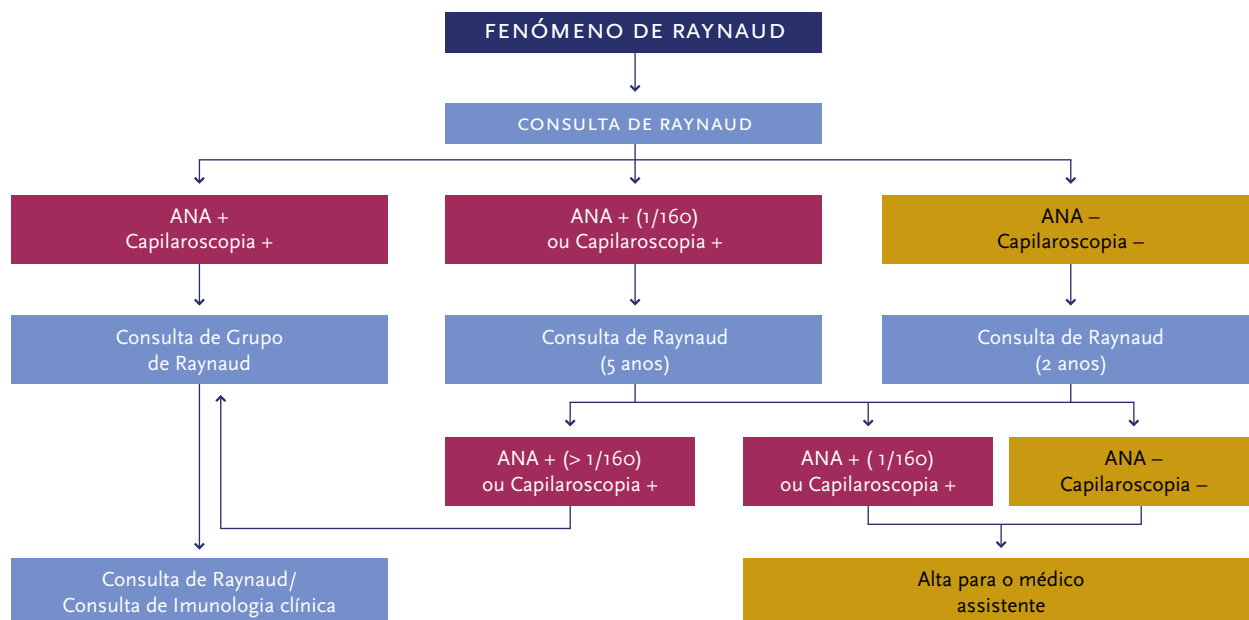 FENÓMENO DE RAYNAUD
CONSULTA DE RAYNAUD
ANA +
Capilaroscopia +
ANA + (1/160)
ou Capilaroscopia +
ANA –
Capilaroscopia –
Consulta de Grupo
de Raynaud
Consulta de Raynaud
(5 anos)
Consulta de Raynaud
(2 anos)
ANA + (> 1/160)
ou Capilaroscopia +
ANA + ( 1/160)
ou Capilaroscopia +
ANA –
Capilaroscopia –
Consulta de Raynaud/
Consulta de Imunologia clínica
Alta para o médico
assistente